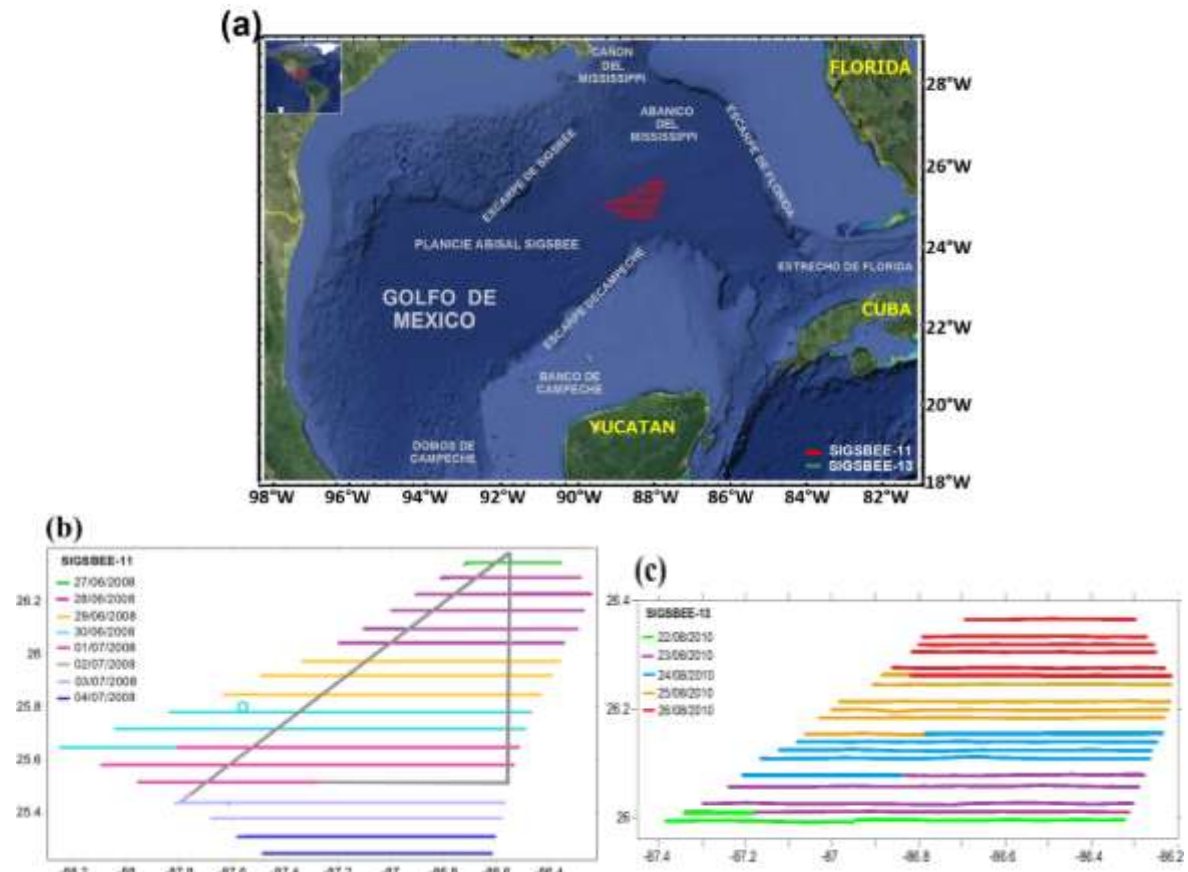 (a)
CAÑON
DEL
MISSISSIPPI
FLORIDA
28°W
ABANICO
DEL
MISSISSIPPI
ESCARPE DE SIGSBEE
ESCARPE DE FLORIDA
26°W
PLANICIE ABISAL SIGSBEE
24°W
ESTRECHO DE FLORIDA
GOLFO DE
MEXICO
ESCARPE DECAMPECHE
CUBA
22°W
BANCO DE
CAMPECHE
20°W
YUCATAN
DOMOS DE
CAMPECHE
SIGSBEE-11
SIGSBEE-13
18°W
98°W 96°W 94°W 92°W 90°W 88°W 86°W 84°W 82°W
(b)
SIGSBEE-11
27/06/2008
28/06/2008
29/06/2008
30/06/2008
01/07/2008
02/07/2008
03/07/2008
04/07/2008
26.2
26
25.8
25.6
25.4
(c)
26.4
SIGSBEE-13
22/08/2010
23/08/2010
24/08/2010
25/08/2010
26/08/2010
26.2
26
-87.4 -87.2 -87 -86.8 -86.6 -86.4 -86.2